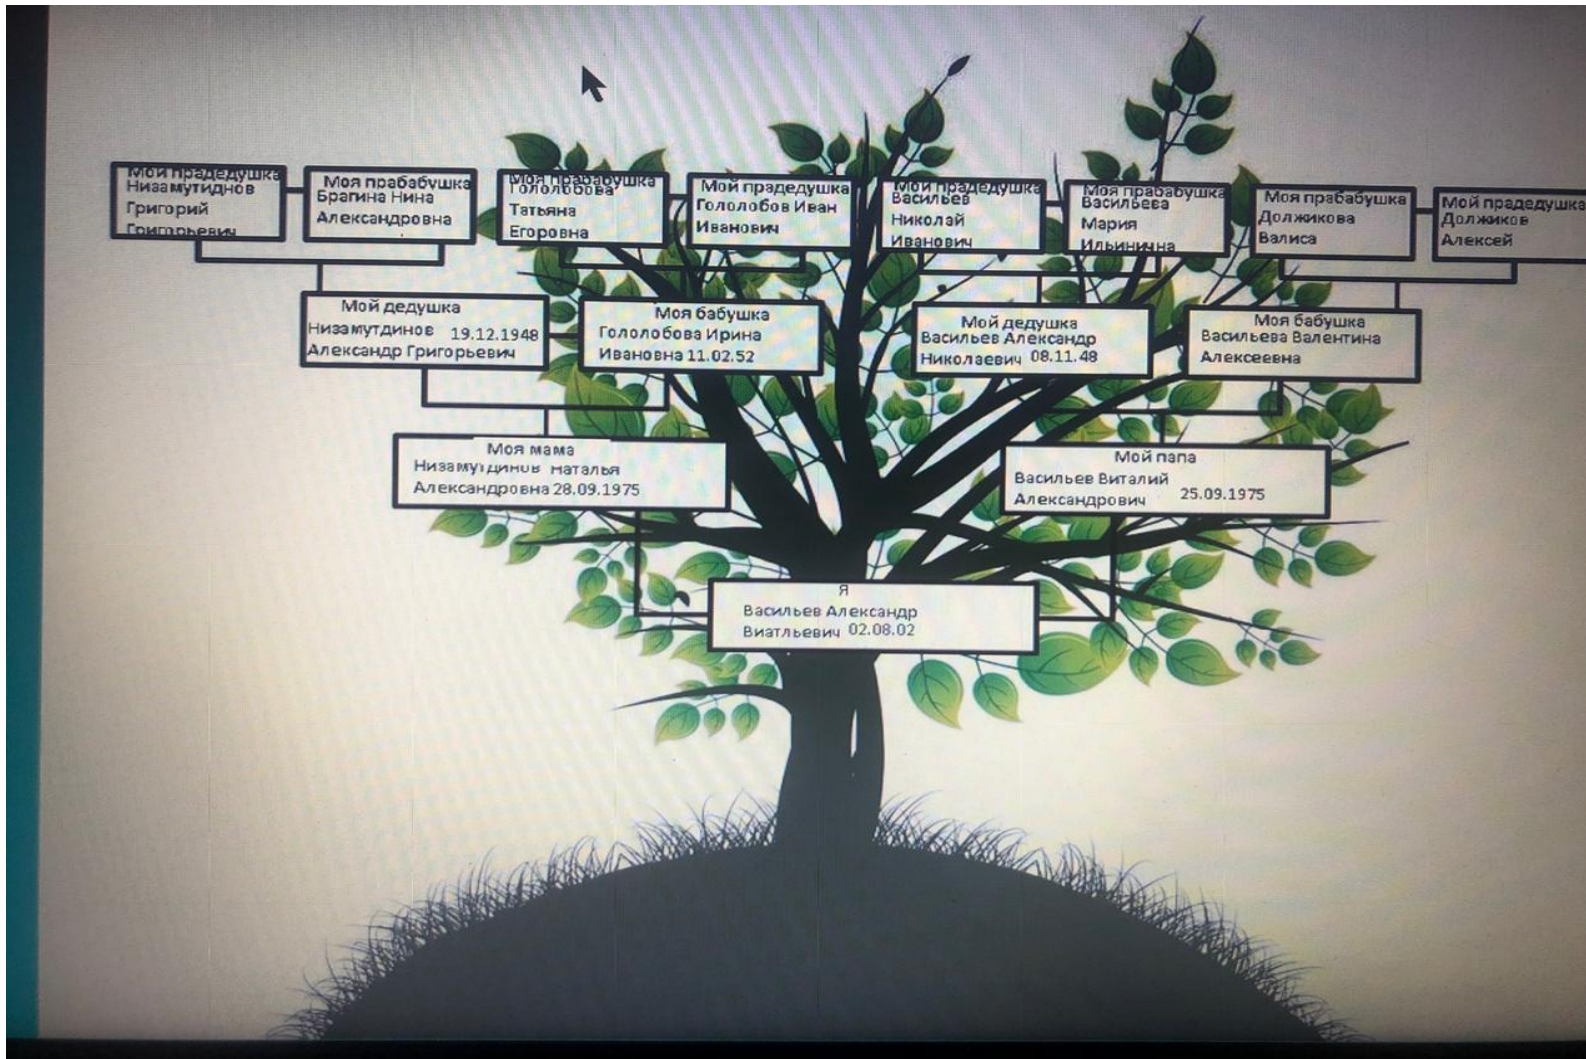 Мой прадедушка
Низамутиднов
Григорий
Григорьевич
Моя прабабушка
Брагина Нина
Александровна
Моя прабабушка
Гололобова
Татьяна
Егоровна
Мой прадедушка
Гололобов Иван
Иванович
Мой прадедушка
Васильев
Николай
Иванович
Моя прабабушка
Васильева
Мария
Ильинична
Моя прабабушка
Должикова
Валиса
Мой прадедушка
Должиков
Алексей
Мой дедушка
Низамутдинов 19.12.1948
Александр Григорьевич
Моя бабушка
Гололобова Ирина
Ивановна 11.02.52
Мой дедушка
Васильев Александр
Николаевич 08.11.48
Моя бабушка
Васильева Валентина
Алексеевна
Моя мама
Низамутдинов Наталья
Александровна 28.09.1975
Мой папа
Васильев Виталий
Александрович 25.09.1975
Я
Васильев Александр
Виатльевич 02.08.02